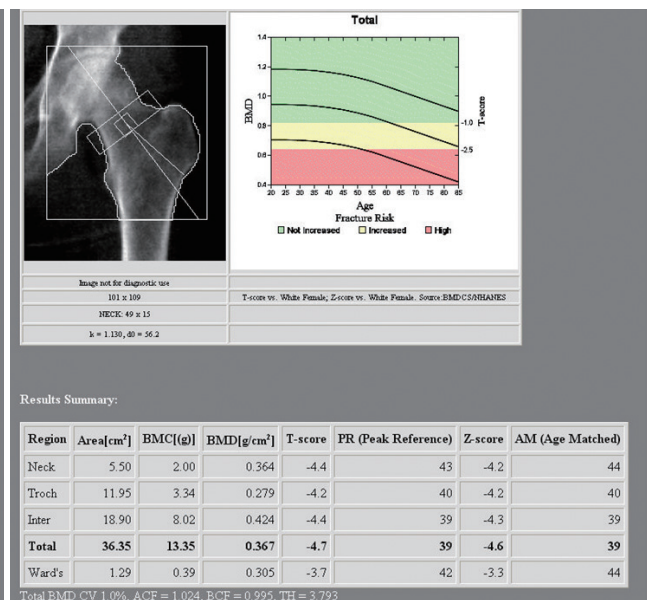 Total
1.4
1.2
1.0
0.8
0.6
0.4
BMD
-1.0
-2.5
T-score
20 25 30 35 40 45 50 55 60 65 70 75 80 85
Age
Fracture Risk
Not Increased Increased High
Image not for diagnostic use
101 x 109
T-score vs. White Female; Z-score vs. White Female. Source:BMDCS/NHANES
NECK: 49 x 15
k = 1.130, d0 = 56.2
Results Summary:
Region Area[cm²] BMC[(g)] BMD[g/cm²] T-score PR (Peak Reference) Z-score AM (Age Matched)
Neck 5.50 2.00 0.364 -4.4 43 -4.2 44
Troch 11.95 3.34 0.279 -4.2 40 -4.2 40
Inter 18.90 8.02 0.424 -4.4 39 -4.3 39
Total 36.35 13.35 0.367 -4.7 39 -4.6 39
Ward's 1.29 0.39 0.305 -3.7 42 -3.3 44
Total BMD CV 1.0%, ACF = 1.024, BCF = 0.995, TH = 3.793